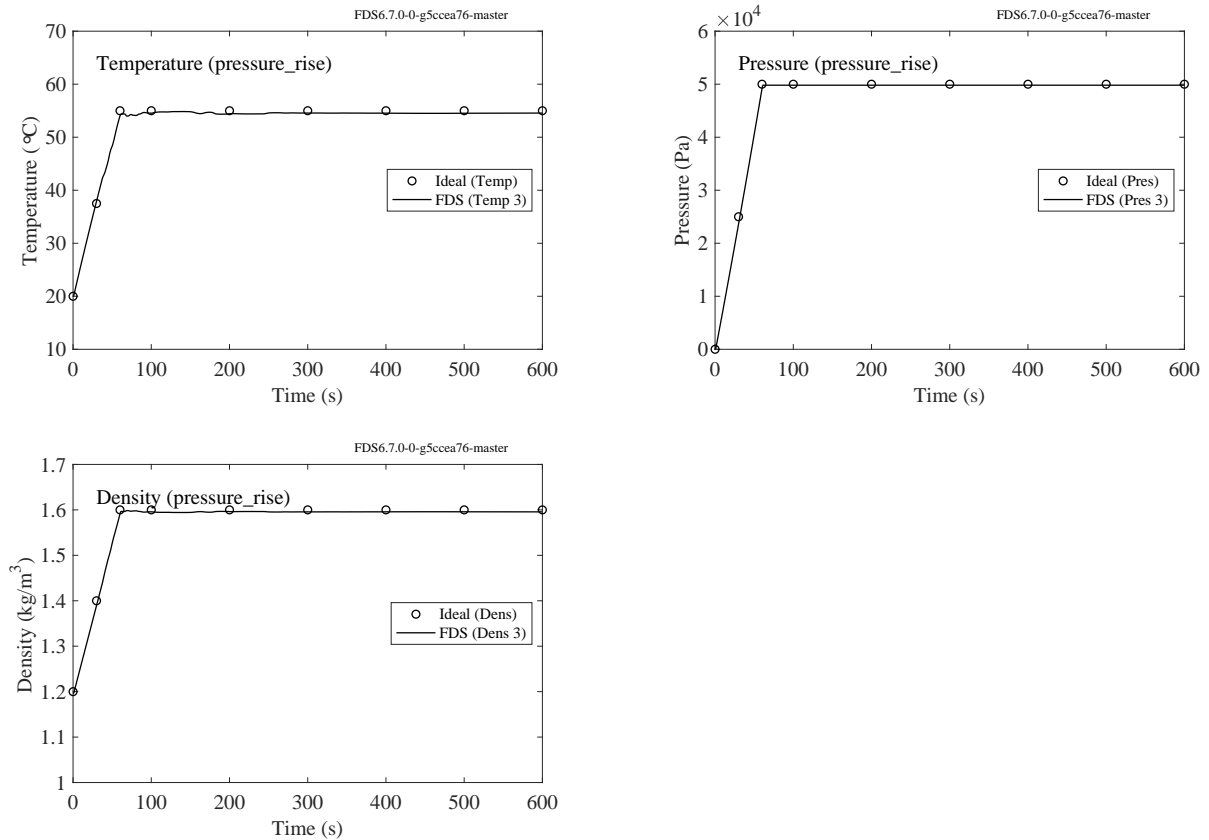 FDS6.7.0-0-g5ccea76-master
Temperature (pressure_rise)
70
60
50
40
30
20
10
Temperature (°C)
Ideal (Temp)
FDS (Temp 3)
0 100 200 300 400 500 600
Time (s)
FDS6.7.0-0-g5ccea76-master
×10⁴
Pressure (pressure_rise)
6
5
4
3
2
1
0
Pressure (Pa)
Ideal (Pres)
FDS (Pres 3)
0 100 200 300 400 500 600
Time (s)
FDS6.7.0-0-g5ccea76-master
Density (pressure_rise)
1.7
1.6
1.5
1.4
1.3
1.2
1.1
1
Density (kg/m³)
Ideal (Dens)
FDS (Dens 3)
0 100 200 300 400 500 600
Time (s)